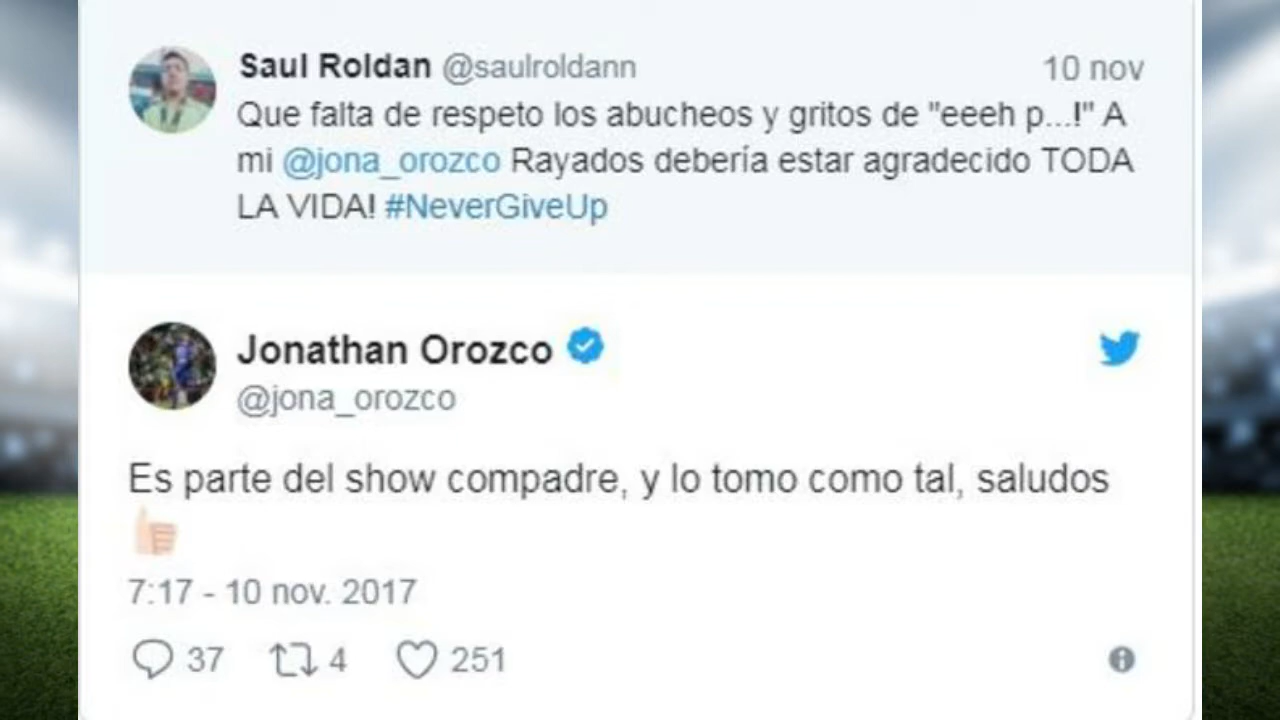 Saul Roldan @saulroldann 10 nov
Que falta de respeto los abucheos y gritos de "eeeh p...!" A
mi @jona_orozco Rayados debería estar agradecido TODA
LA VIDA! #NeverGiveUp
Jonathan Orozco
@jona_orozco
Es parte del show compadre, y lo tomo como tal, saludos
👍🏻
7:17 - 10 nov. 2017
37 4 251